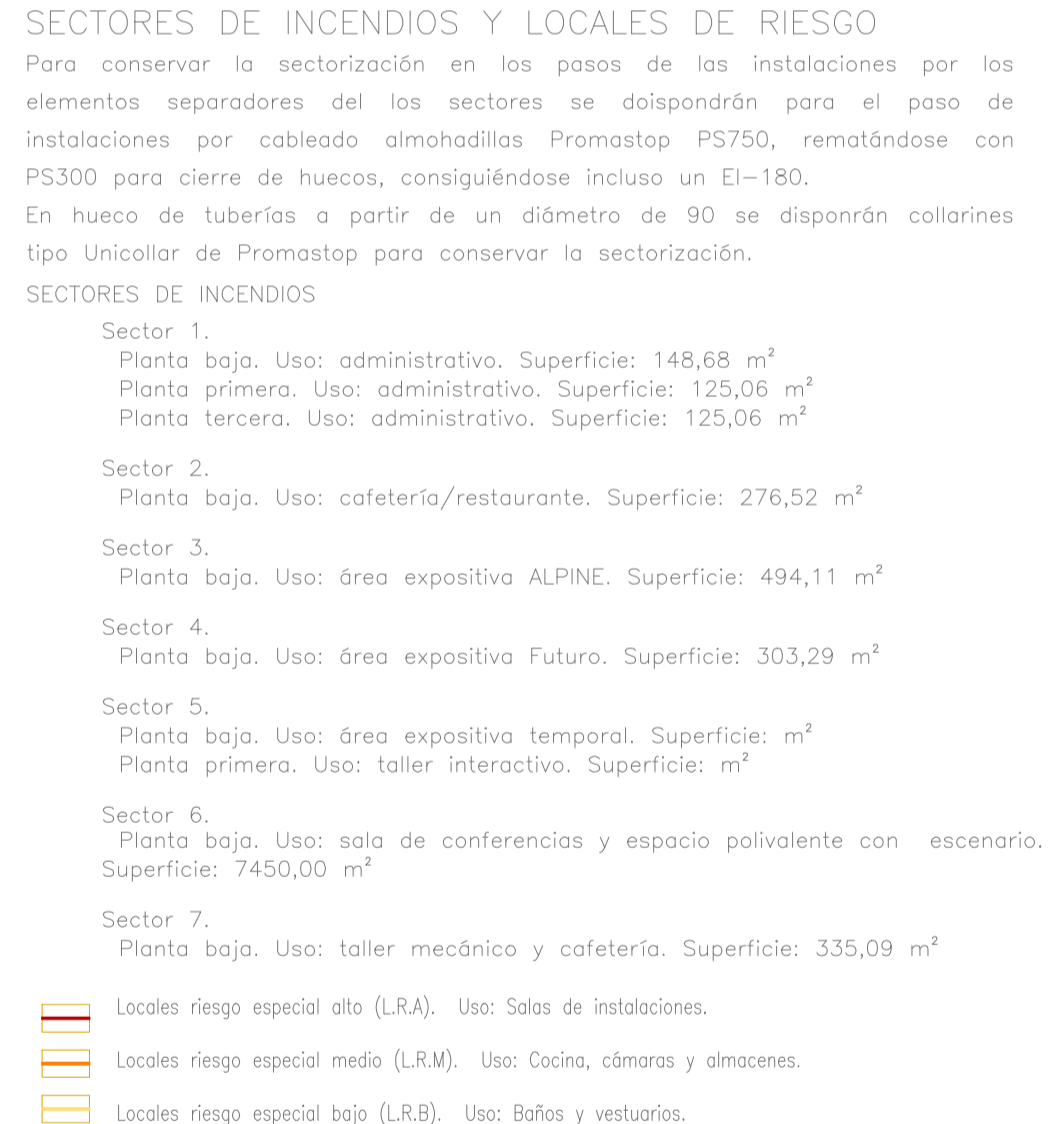 SECTORES DE INCENDIOS Y LOCALES DE RIESGO
Para conservar la sectorización en los pasos de las instalaciones por los
elementos separadores del los sectores se doispondrán para el paso de
instalaciones por cableado almohadillas Promastop PS750, rematándose con
PS300 para cierre de huecos, consiguiéndose incluso un EI-180.
En hueco de tuberías a partir de un diámetro de 90 se disponrán collarines
tipo Unicollar de Promastop para conservar la sectorización.
SECTORES DE INCENDIOS
Sector 1.
Planta baja. Uso: administrativo. Superficie: 148,68 m²
Planta primera. Uso: administrativo. Superficie: 125,06 m²
Planta tercera. Uso: administrativo. Superficie: 125,06 m²
Sector 2.
Planta baja. Uso: cafetería/restaurante. Superficie: 276,52 m²
Sector 3.
Planta baja. Uso: área expositiva ALPINE. Superficie: 494,11 m²
Sector 4.
Planta baja. Uso: área expositiva Futuro. Superficie: 303,29 m²
Sector 5.
Planta baja. Uso: área expositiva temporal. Superficie: m²
Planta primera. Uso: taller interactivo. Superficie: m²
Sector 6.
Planta baja. Uso: sala de conferencias y espacio polivalente con escenario.
Superficie: 7450,00 m²
Sector 7.
Planta baja. Uso: taller mecánico y cafetería. Superficie: 335,09 m²
Locales riesgo especial alto (L.R.A). Uso: Salas de instalaciones.
Locales riesgo especial medio (L.R.M). Uso: Cocina, cámaras y almacenes.
Locales riesgo especial bajo (L.R.B). Uso: Baños y vestuarios.